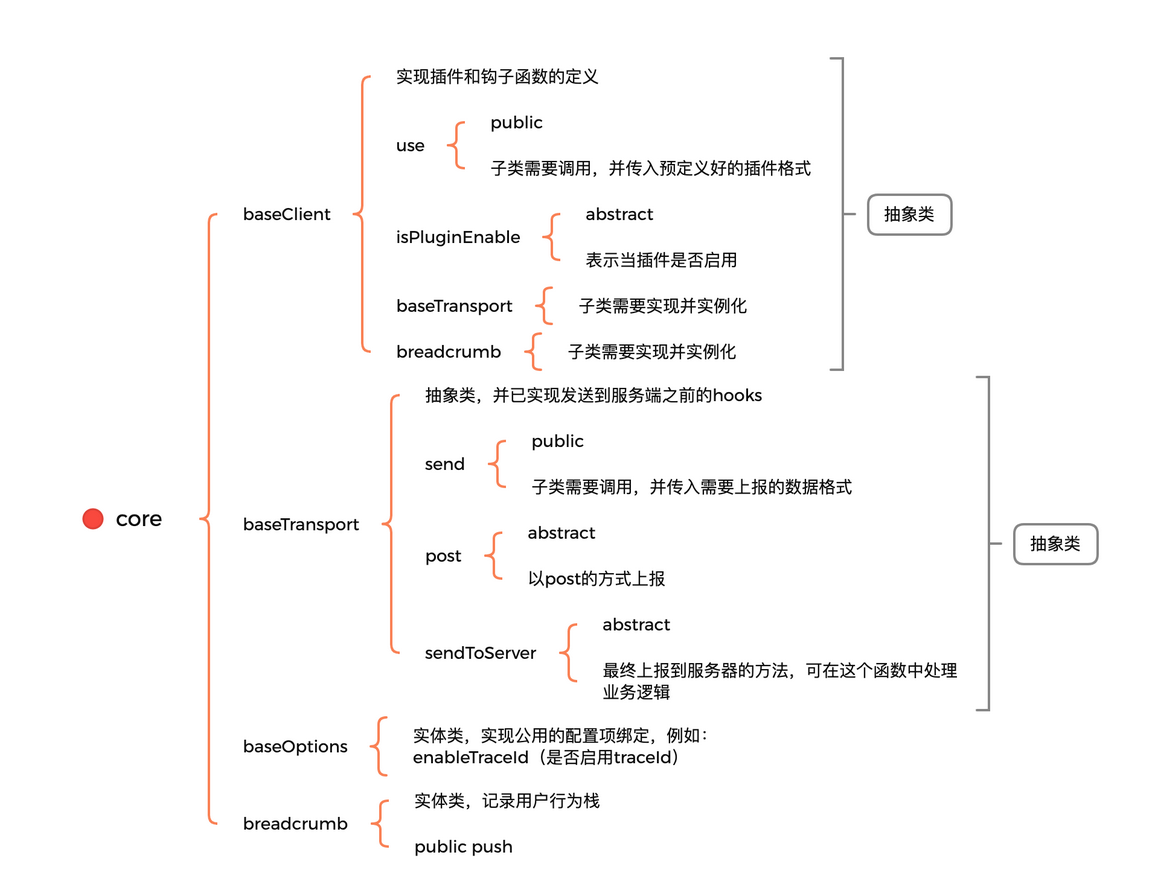 core
baseClient
实现插件和钩子函数的定义
use
public
子类需要调用，并传入预定义好的插件格式
isPluginEnable
abstract
表示当插件是否启用
baseTransport
子类需要实现并实例化
breadcrumb
子类需要实现并实例化
抽象类
baseTransport
抽象类，并已实现发送到服务端之前的hooks
send
public
子类需要调用，并传入需要上报的数据格式
post
abstract
以post的方式上报
sendToServer
abstract
最终上报到服务器的方法，可在这个函数中处理
业务逻辑
抽象类
baseOptions
实体类，实现公用的配置项绑定，例如：
enableTraceId（是否启用traceId）
breadcrumb
实体类，记录用户行为栈
public push